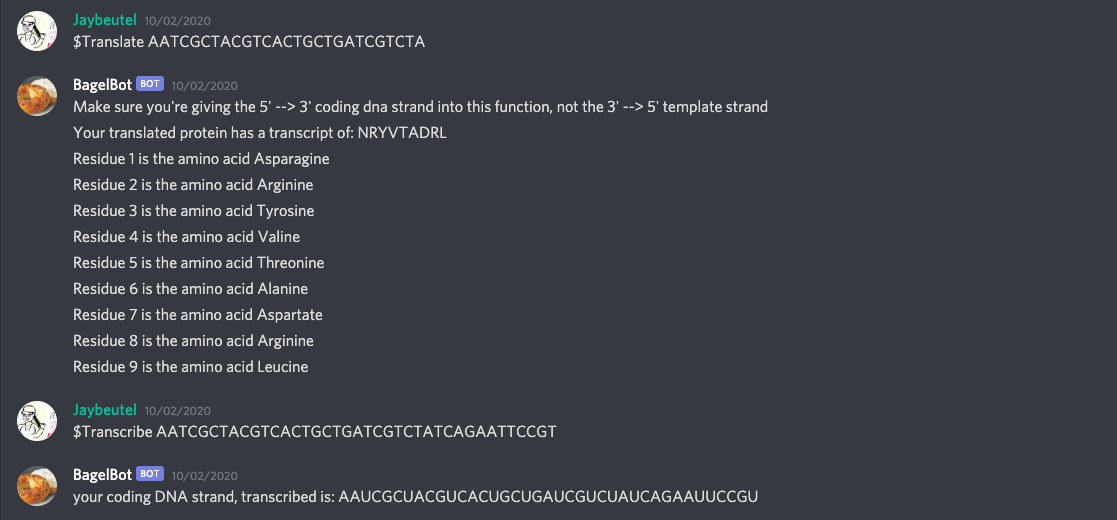 Jaybeutel 10/02/2020
$Translate AATCGCTACGTCACTGCTGATCGTCTA
BagelBot BOT 10/02/2020
Make sure you're giving the 5' --> 3' coding dna strand into this function, not the 3' --> 5' template strand
Your translated protein has a transcript of: NRYVTADRL
Residue 1 is the amino acid Asparagine
Residue 2 is the amino acid Arginine
Residue 3 is the amino acid Tyrosine
Residue 4 is the amino acid Valine
Residue 5 is the amino acid Threonine
Residue 6 is the amino acid Alanine
Residue 7 is the amino acid Aspartate
Residue 8 is the amino acid Arginine
Residue 9 is the amino acid Leucine
Jaybeutel 10/02/2020
$Transcribe AATCGCTACGTCACTGCTGATCGTCTATCAGAATTCCGT
BagelBot BOT 10/02/2020
your coding DNA strand, transcribed is: AAUCGCUACGUCACUGCUGAUCGUCUAUCAGAAUUCCGU